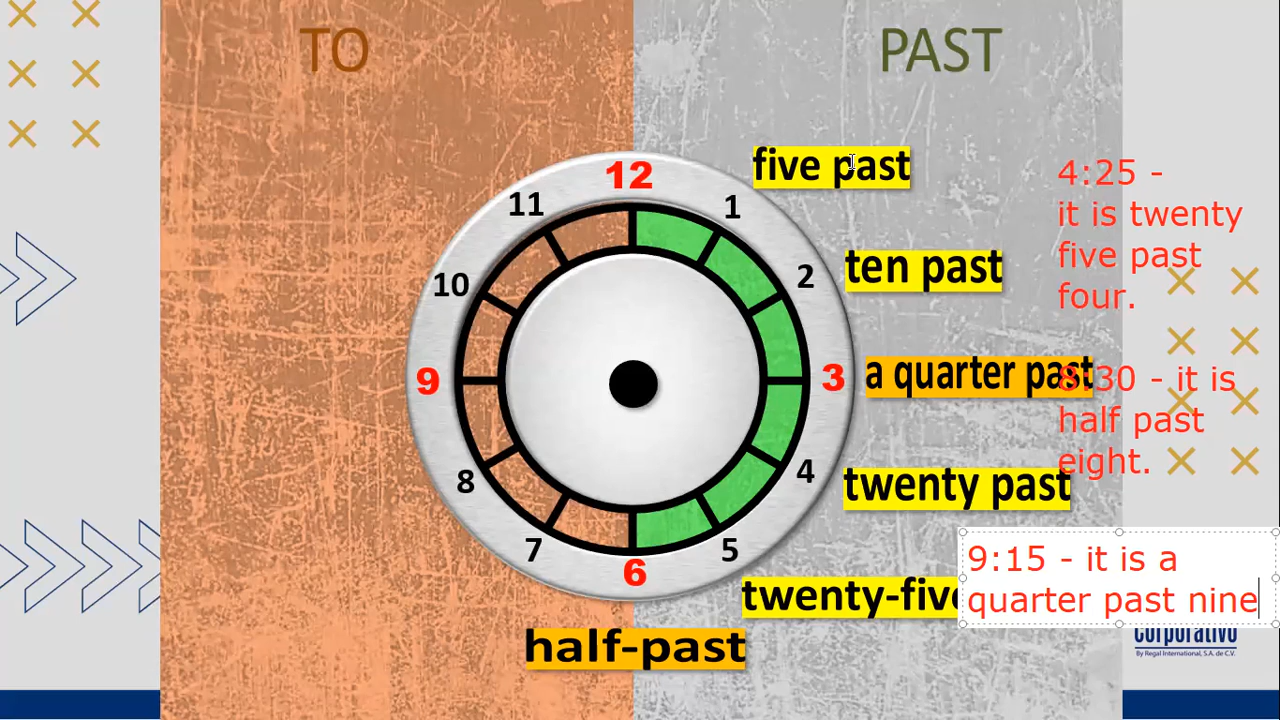 TO
PAST
12
1
2
3
4
5
6
7
8
9
10
11
five past
ten past
a quarter past
twenty past
twenty-five
half-past
4:25 -
it is twenty
five past
four.
8:30 - it is
half past
eight.
9:15 - it is a
quarter past nine
Corporativo
By Regal International, S.A. de C.V.